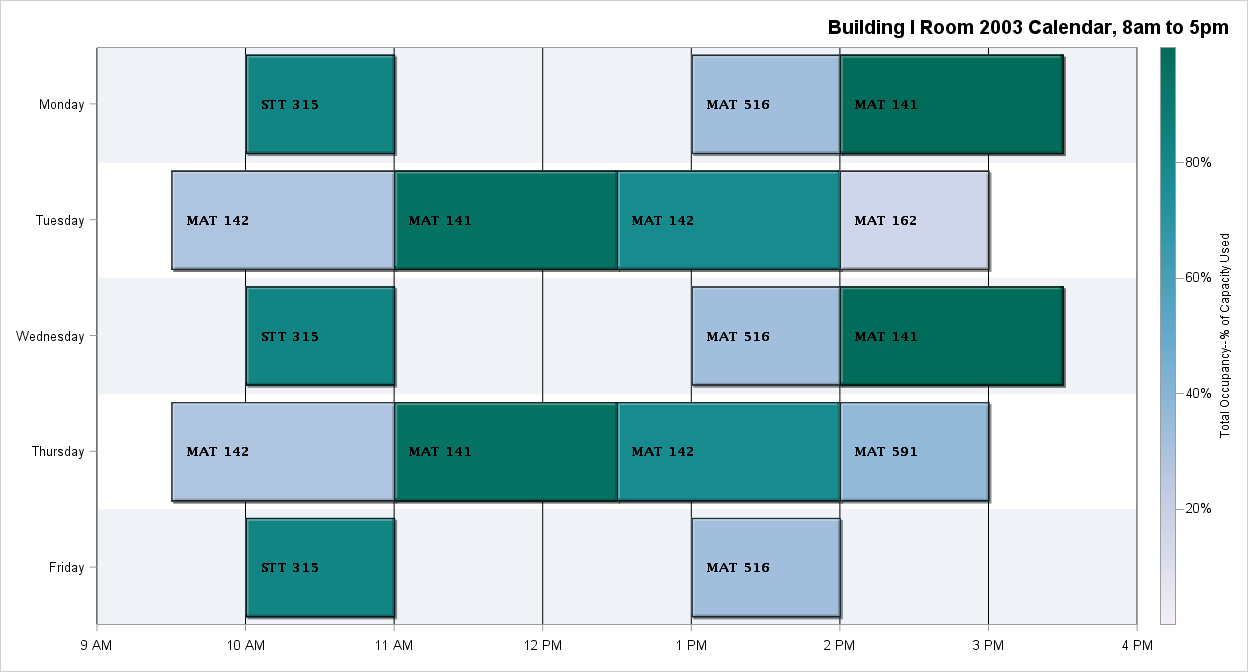 Building I Room 2003 Calendar, 8am to 5pm
Monday
STT 315
MAT 516
MAT 141
Tuesday
MAT 142
MAT 141
MAT 142
MAT 162
Wednesday
STT 315
MAT 516
MAT 141
Thursday
MAT 142
MAT 141
MAT 142
MAT 591
Friday
STT 315
MAT 516
9 AM
10 AM
11 AM
12 PM
1 PM
2 PM
3 PM
4 PM
80%
60%
40%
20%
Total Occupancy--% of Capacity Used